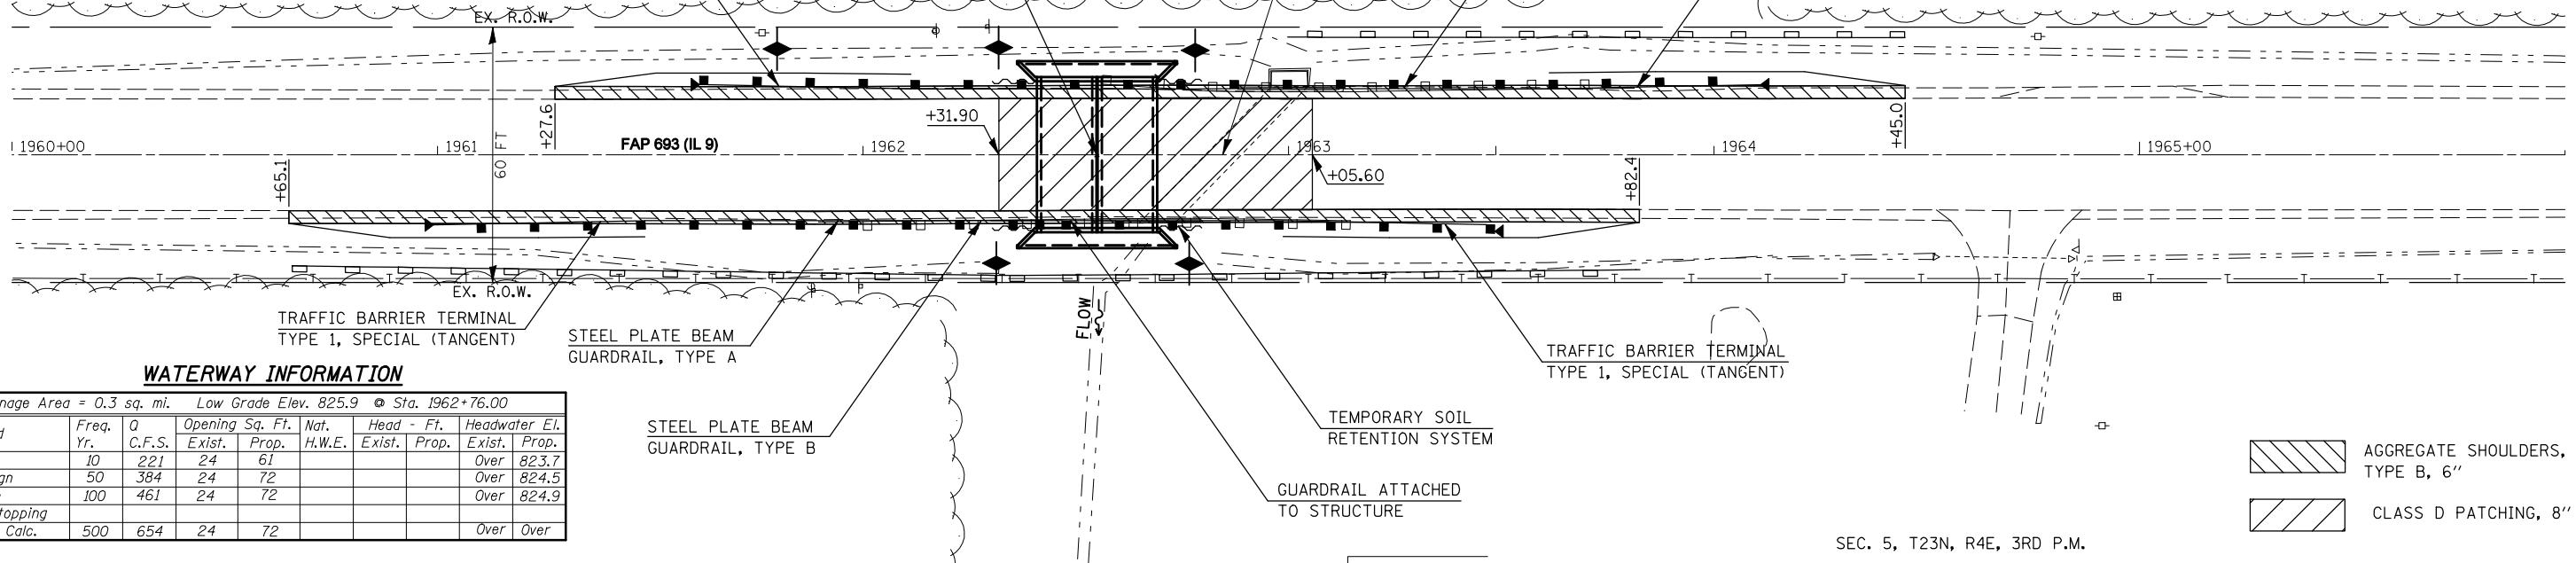 EX. R.O.W.
60 FT
+27.6
+31.90
+45.0
1960+00
1961
FAP 693 (IL 9)
1962
1963
1964
1965+00
+65.1
+05.60
+82.4
EX. R.O.W.
FLOW
TRAFFIC BARRIER TERMINAL
TYPE 1, SPECIAL (TANGENT)
STEEL PLATE BEAM
GUARDRAIL, TYPE A
TRAFFIC BARRIER TERMINAL
TYPE 1, SPECIAL (TANGENT)
STEEL PLATE BEAM
GUARDRAIL, TYPE B
TEMPORARY SOIL
RETENTION SYSTEM
GUARDRAIL ATTACHED
TO STRUCTURE
WATERWAY INFORMATION
nage Area = 0.3 sq. mi. Low Grade Elev. 825.9 @ Sta. 1962+76.00
Freq. Q Opening Sq. Ft. Nat. Head - Ft. Headwater El.
Yr. C.F.S. Exist. Prop. H.W.E. Exist. Prop. Exist. Prop.
10 221 24 61 Over 823.7
gn 50 384 24 72 Over 824.5
100 461 24 72 Over 824.9
topping
Calc. 500 654 24 72 Over Over
AGGREGATE SHOULDERS,
TYPE B, 6"
CLASS D PATCHING, 8"
SEC. 5, T23N, R4E, 3RD P.M.